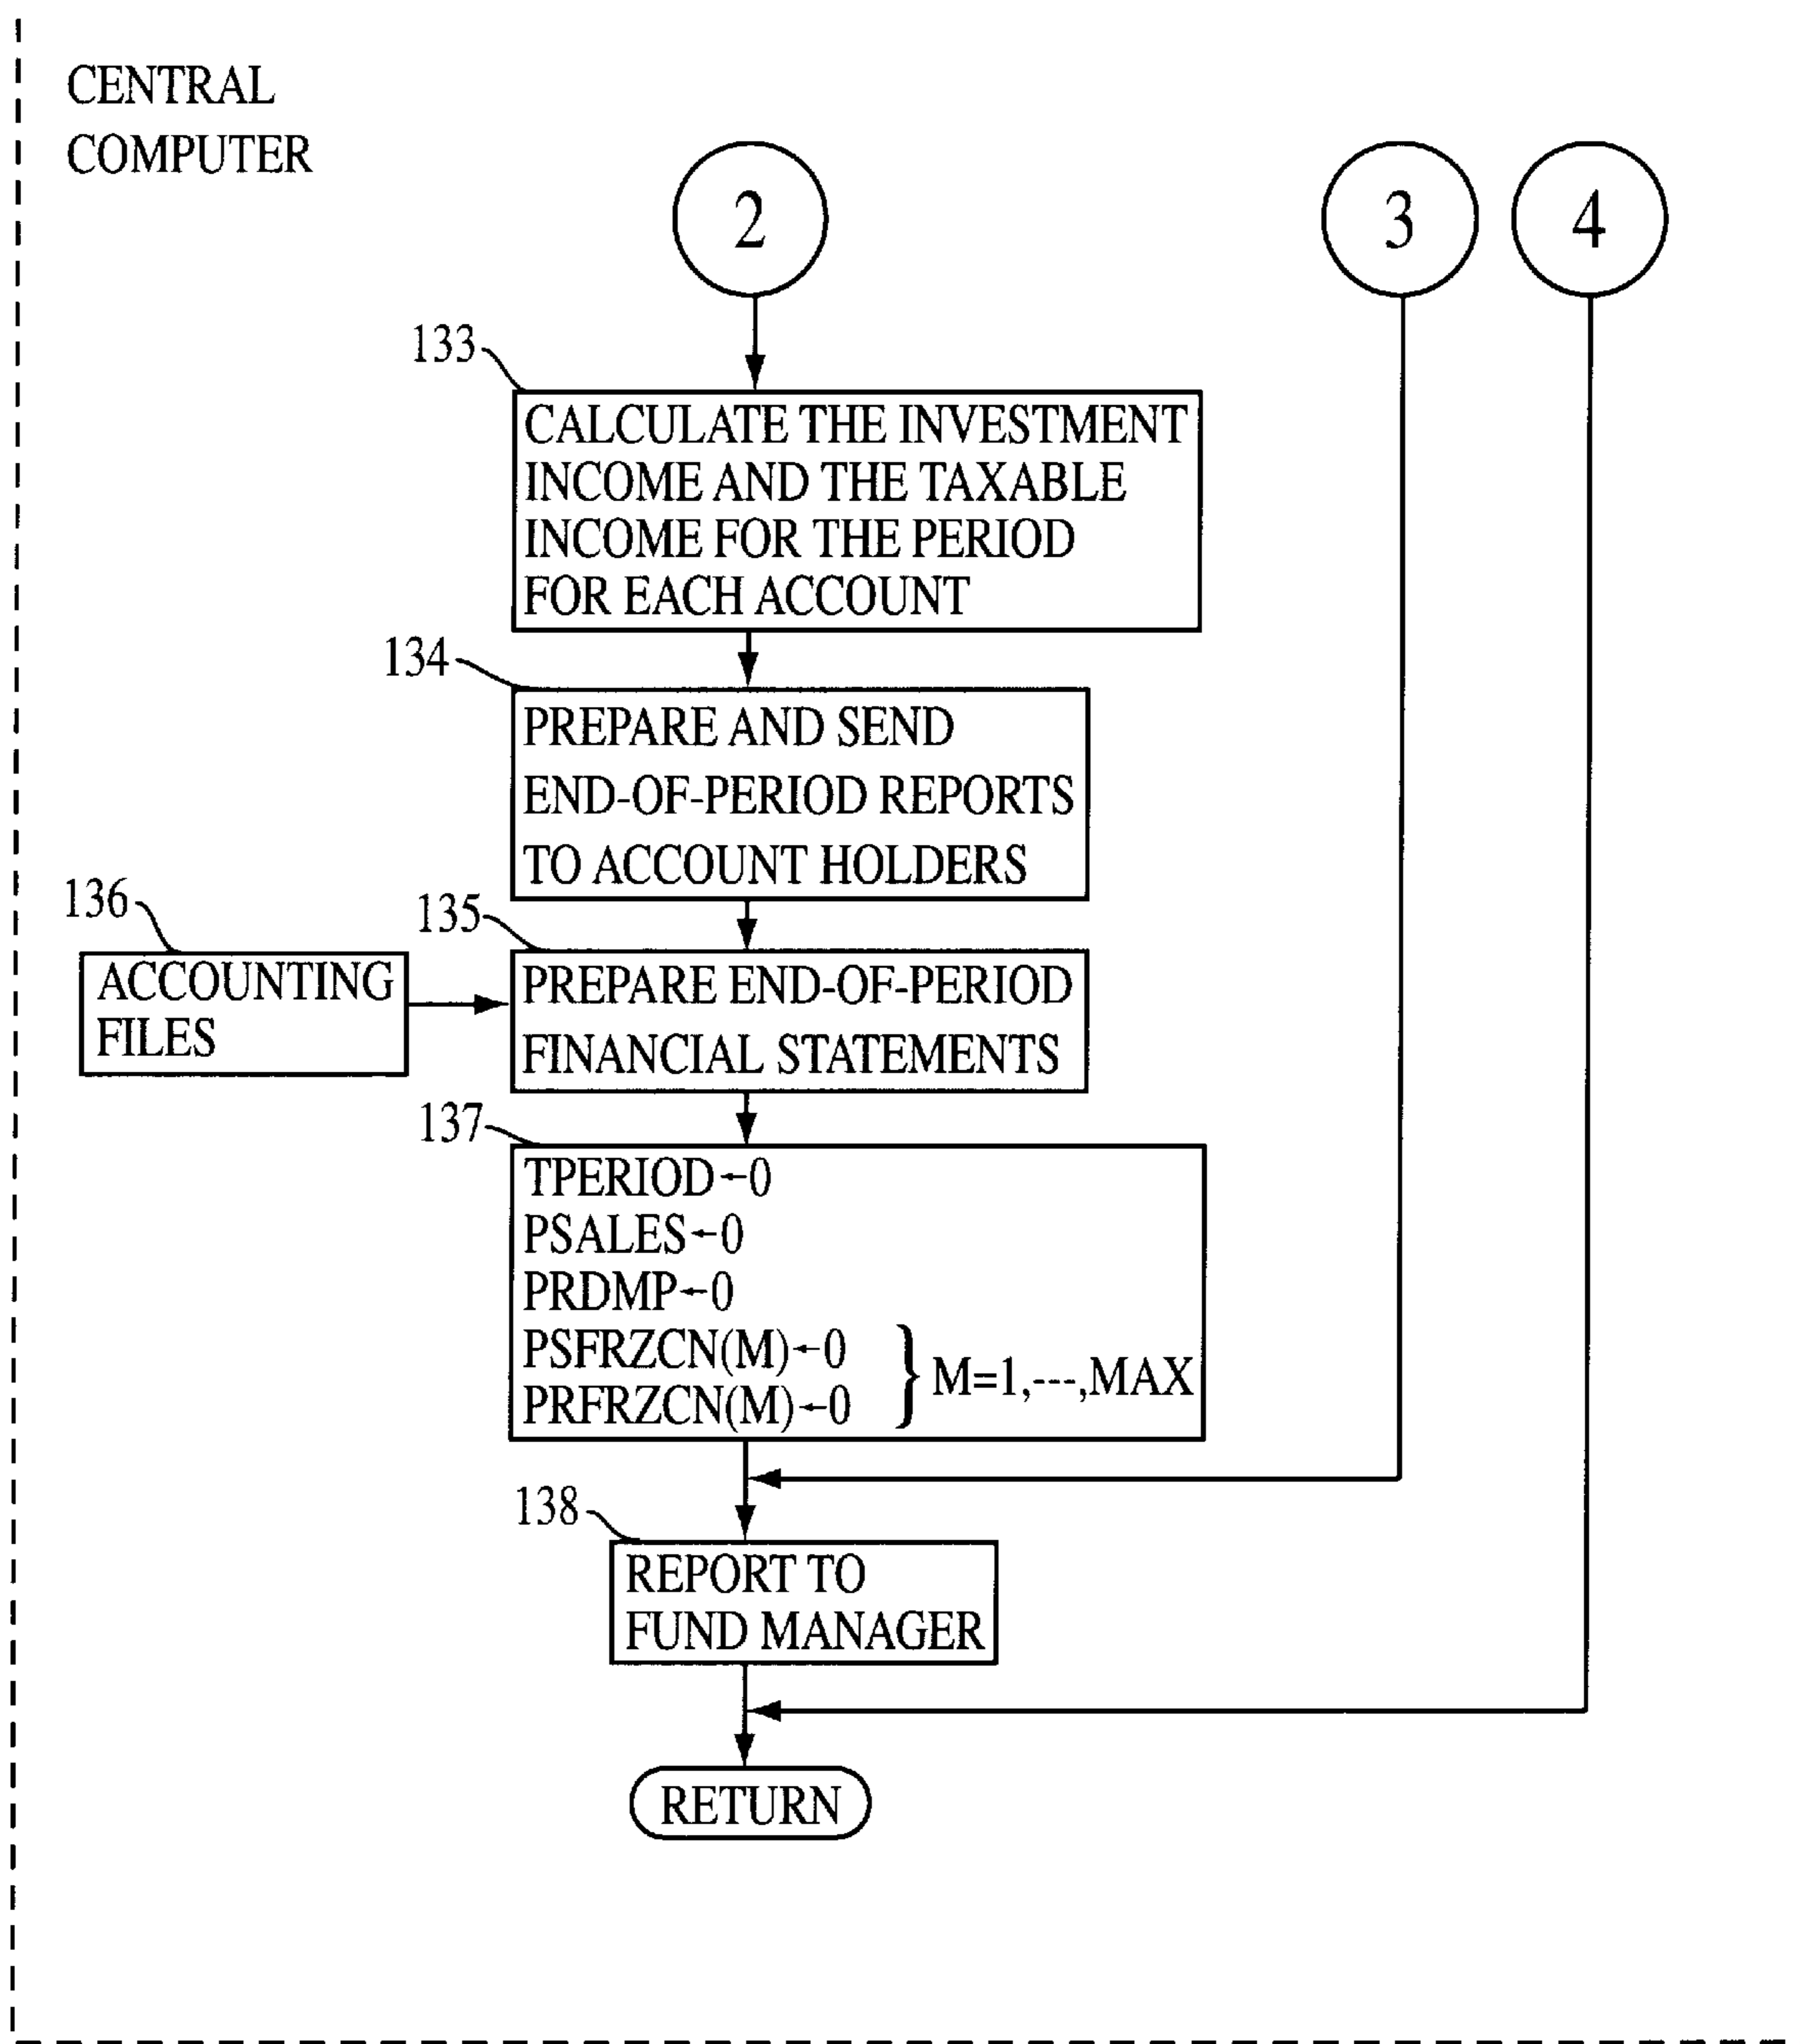 CENTRAL
COMPUTER
2
3
4
133
CALCULATE THE INVESTMENT
INCOME AND THE TAXABLE
INCOME FOR THE PERIOD
FOR EACH ACCOUNT
134
PREPARE AND SEND
END-OF-PERIOD REPORTS
TO ACCOUNT HOLDERS
136
ACCOUNTING
FILES
135
PREPARE END-OF-PERIOD
FINANCIAL STATEMENTS
137
TPERIOD←0
PSALES←0
PRDMP←0
PSFRZCN(M)←0
PRFRZCN(M)←0
} M=1,---,MAX
138
REPORT TO
FUND MANAGER
RETURN